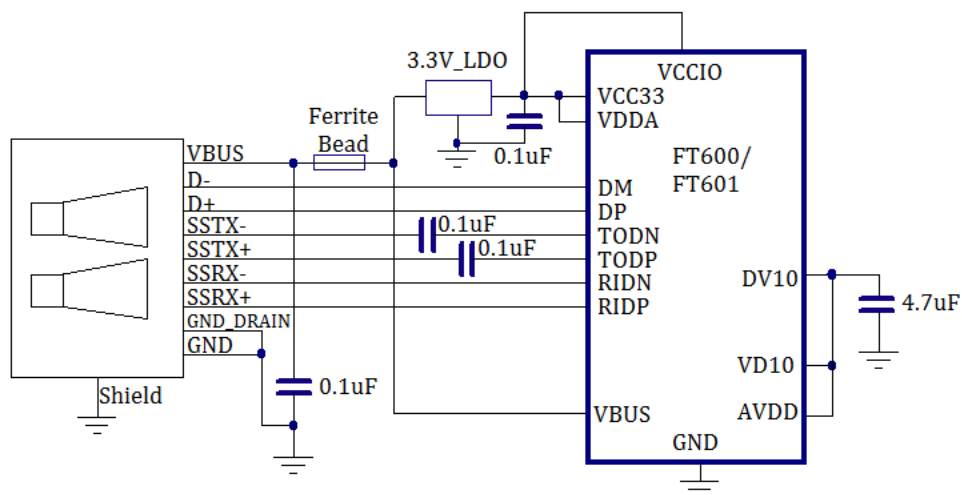 3.3V_LDO
VCCIO
VCC33
VDDA
Ferrite
Bead
0.1uF
FT600/
FT601
VBUS
D-
D+
SSTX-
SSTX+
SSRX-
SSRX+
GND_DRAIN
GND
Shield
0.1uF
0.1uF
0.1uF
DM
DP
TODN
TODP
RIDN
RIDP
VBUS
GND
DV10
VD10
AVDD
4.7uF